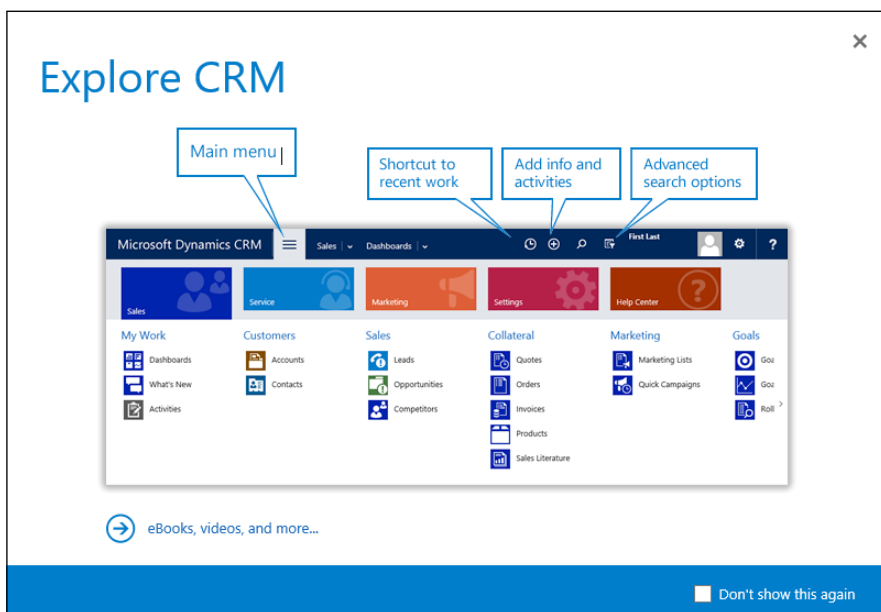 Explore CRM
Main menu
Shortcut to
recent work
Add info and
activities
Advanced
search options
Microsoft Dynamics CRM
Sales
Dashboards
First Last
?
Sales
Service
Marketing
Settings
Help Center
?
My Work
Customers
Sales
Collateral
Marketing
Goals
Dashboards
Accounts
Leads
Quotes
Marketing Lists
Goa
What's New
Contacts
Opportunities
Orders
Quick Campaigns
Goa
Activities
Competitors
Invoices
Roll
Products
Sales Literature
eBooks, videos, and more...
Don't show this again